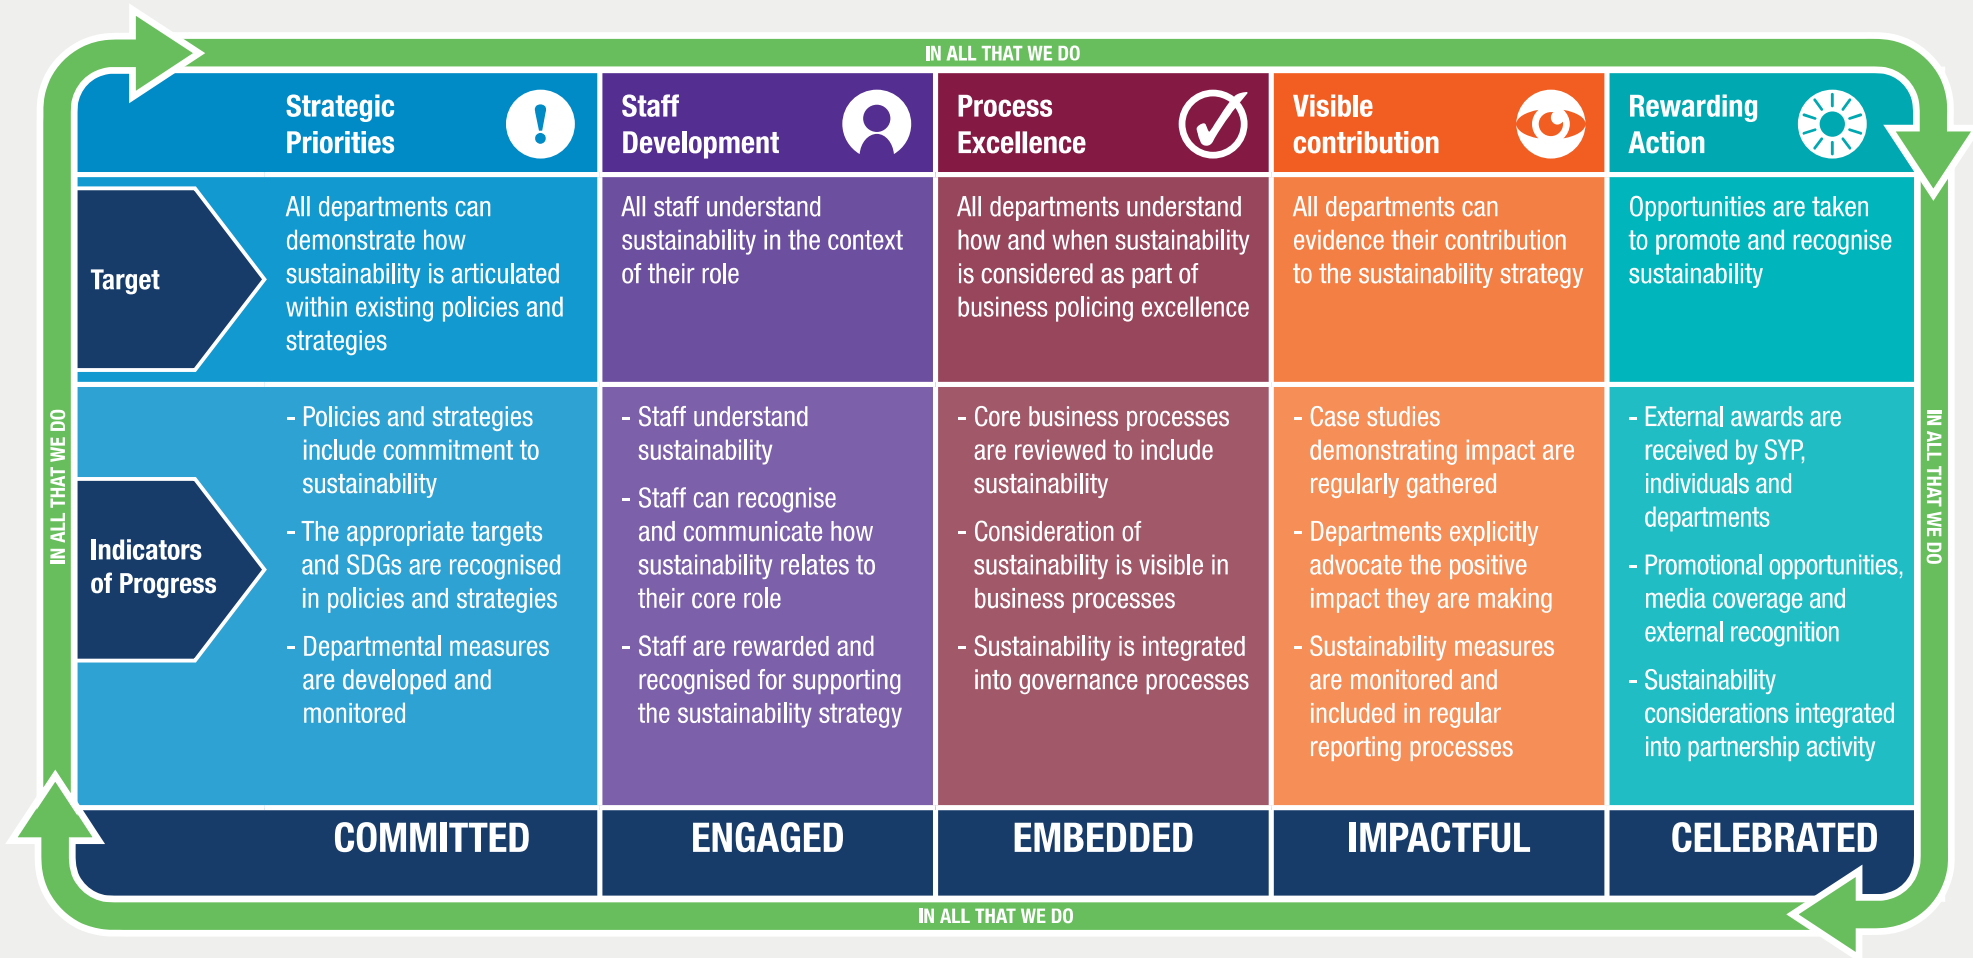 IN ALL THAT WE DO
Strategic
Priorities
Staff
Development
Process
Excellence
Visible
contribution
Rewarding
Action
Target
All departments can
demonstrate how
sustainability is articulated
within existing policies and
strategies
All staff understand
sustainability in the context
of their role
All departments understand
how and when sustainability
is considered as part of
business policing excellence
All departments can
evidence their contribution
to the sustainability strategy
Opportunities are taken
to promote and recognise
sustainability
IN ALL THAT WE DO
Indicators
of Progress
- Policies and strategies
include commitment to
sustainability
- The appropriate targets
and SDGs are recognised
in policies and strategies
- Departmental measures
are developed and
monitored
- Staff understand
sustainability
- Staff can recognise
and communicate how
sustainability relates to
their core role
- Staff are rewarded and
recognised for supporting
the sustainability strategy
- Core business processes
are reviewed to include
sustainability
- Consideration of
sustainability is visible in
business processes
- Sustainability is integrated
into governance processes
- Case studies
demonstrating impact are
regularly gathered
- Departments explicitly
advocate the positive
impact they are making
- Sustainability measures
are monitored and
included in regular
reporting processes
- External awards are
received by SYP,
individuals and
departments
- Promotional opportunities,
media coverage and
external recognition
- Sustainability
considerations integrated
into partnership activity
IN ALL THAT WE DO
COMMITTED
ENGAGED
EMBEDDED
IMPACTFUL
CELEBRATED
IN ALL THAT WE DO